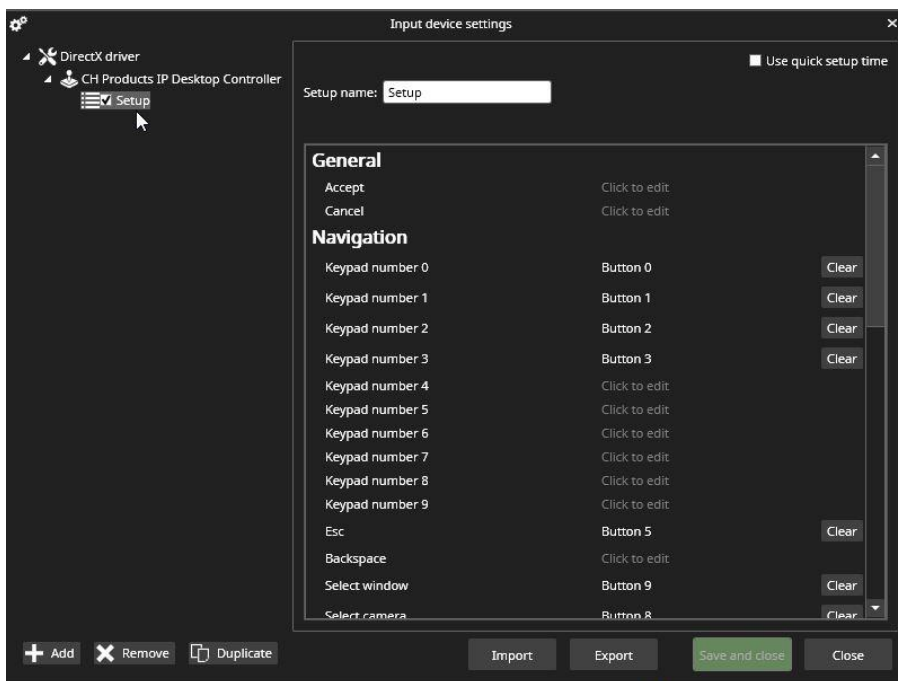 Input device settings
DirectX driver
CH Products IP Desktop Controller
Setup
Use quick setup time
Setup name: Setup
General
Accept Click to edit
Cancel Click to edit
Navigation
Keypad number 0 Button 0 Clear
Keypad number 1 Button 1 Clear
Keypad number 2 Button 2 Clear
Keypad number 3 Button 3 Clear
Keypad number 4 Click to edit
Keypad number 5 Click to edit
Keypad number 6 Click to edit
Keypad number 7 Click to edit
Keypad number 8 Click to edit
Keypad number 9 Click to edit
Esc Button 5 Clear
Backspace Click to edit
Select window Button 9 Clear
Select camera Button 8 Clear
Add Remove Duplicate Import Export Save and close Close